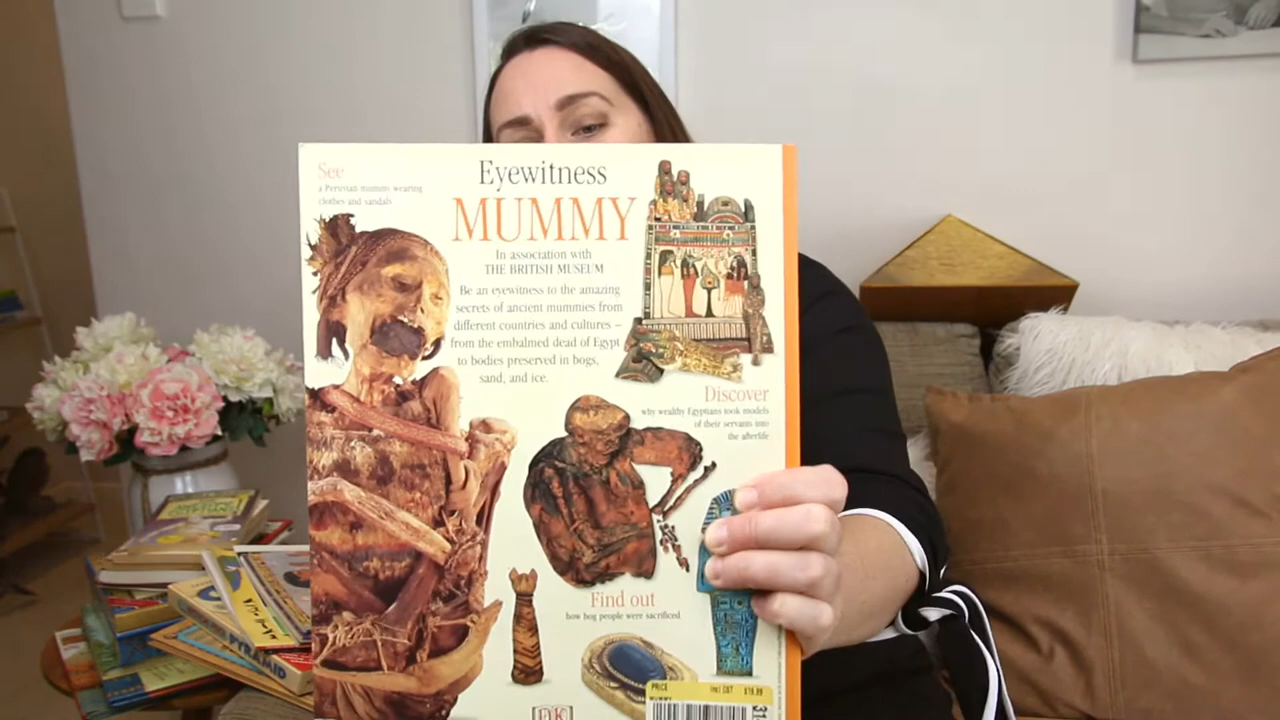 See
a Peruvian mummy wearing
clothes and sandals
Eyewitness
MUMMY
In association with
THE BRITISH MUSEUM
Be an eyewitness to the amazing
secrets of ancient mummies from
different countries and cultures –
from the embalmed dead of Egypt
to bodies preserved in bogs,
sand, and ice.
Discover
why wealthy Egyptians took models
of their servants into
the afterlife
Find out
how bog people were sacrificed
DK
PRICE incl GST $19.99
MUMMY
PYRAMID